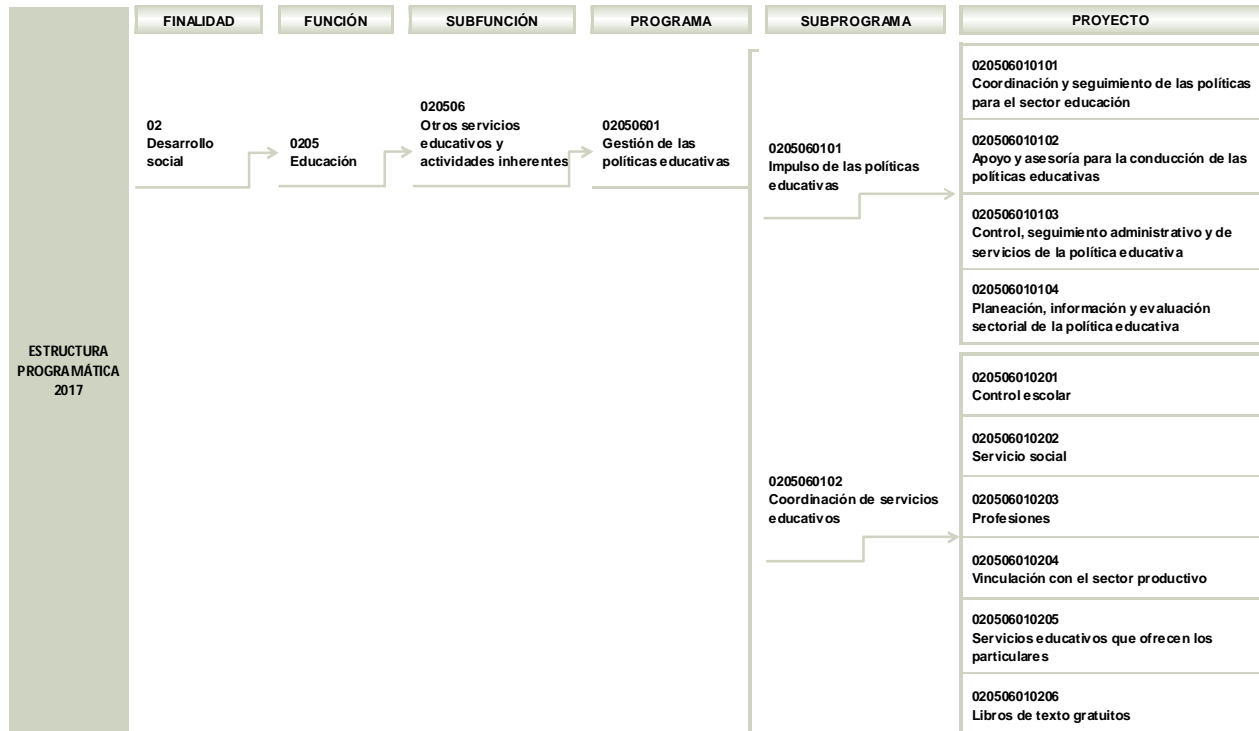 FINALIDAD
FUNCIÓN
SUBFUNCIÓN
PROGRAMA
SUBPROGRAMA
PROYECTO
ESTRUCTURA
PROGRAMÁTICA
2017
02
Desarrollo
social
0205
Educación
020506
Otros servicios
educativos y
actividades inherentes
02050601
Gestión de las
políticas educativas
0205060101
Impulso de las políticas
educativas
020506010101
Coordinación y seguimiento de las políticas
para el sector educación
020506010102
Apoyo y asesoría para la conducción de las
políticas educativas
020506010103
Control, seguimiento administrativo y de
servicios de la política educativa
020506010104
Planeación, información y evaluación
sectorial de la política educativa
0205060102
Coordinación de servicios
educativos
020506010201
Control escolar
020506010202
Servicio social
020506010203
Profesiones
020506010204
Vinculación con el sector productivo
020506010205
Servicios educativos que ofrecen los
particulares
020506010206
Libros de texto gratuitos